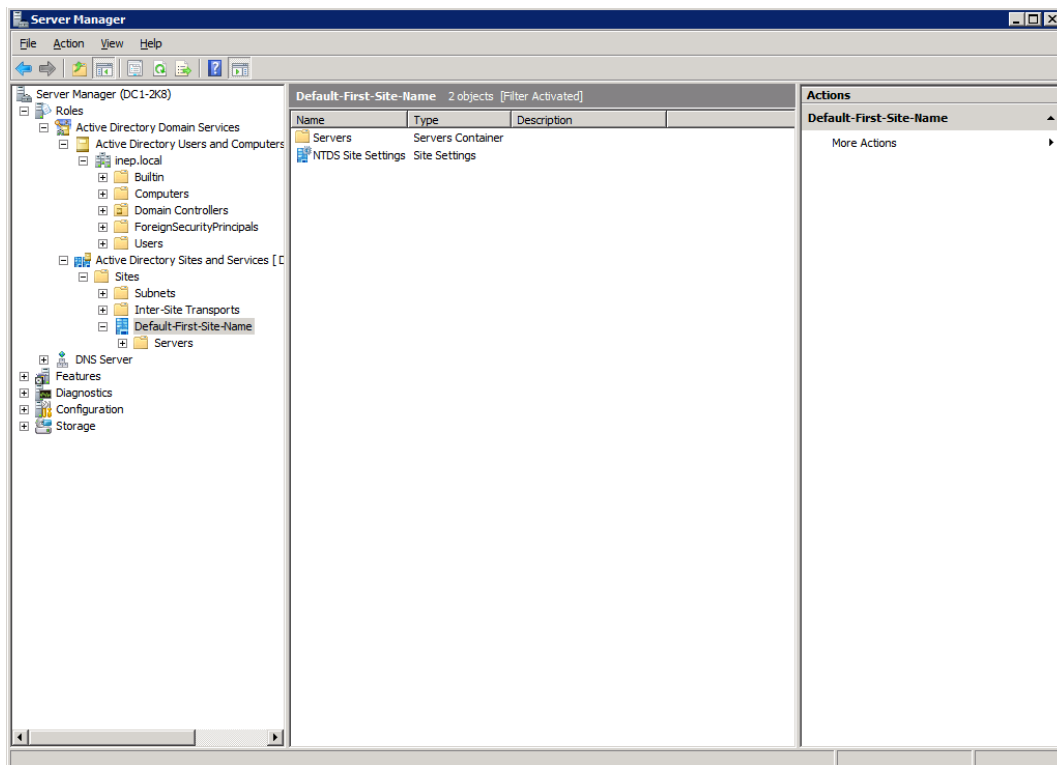 Server Manager
File Action View Help
Server Manager (DC1-2K8)
Roles
Active Directory Domain Services
Active Directory Users and Computers
inep.local
Builtin
Computers
Domain Controllers
ForeignSecurityPrincipals
Users
Active Directory Sites and Services [ D
Sites
Subnets
Inter-Site Transports
Default-First-Site-Name
Servers
DNS Server
Features
Diagnostics
Configuration
Storage
Default-First-Site-Name 2 objects [Filter Activated]
Name Type Description
Servers Servers Container
NTDS Site Settings Site Settings
Actions
Default-First-Site-Name
More Actions